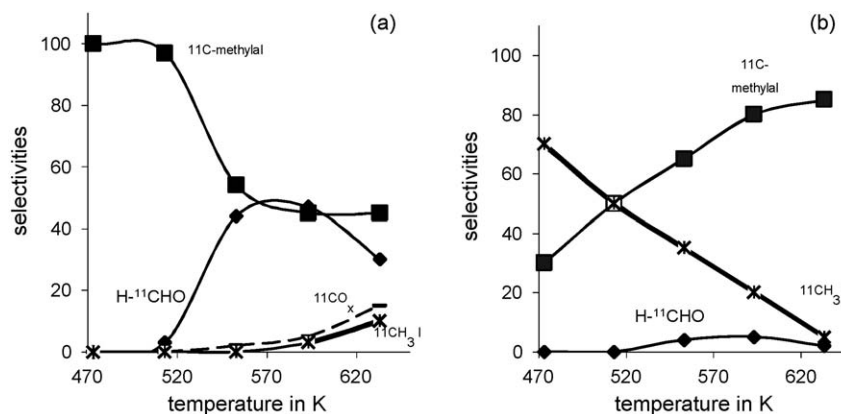 (a)
100
80
60
40
20
0
selectivities
11C-methylal
H-11CHO
11COx
11CH3 I
470
520
570
620
temperature in K
(b)
100
80
60
40
20
0
selectivities
11C-
methylal
H-11CHO
11CH3
470
520
570
620
temperature in K